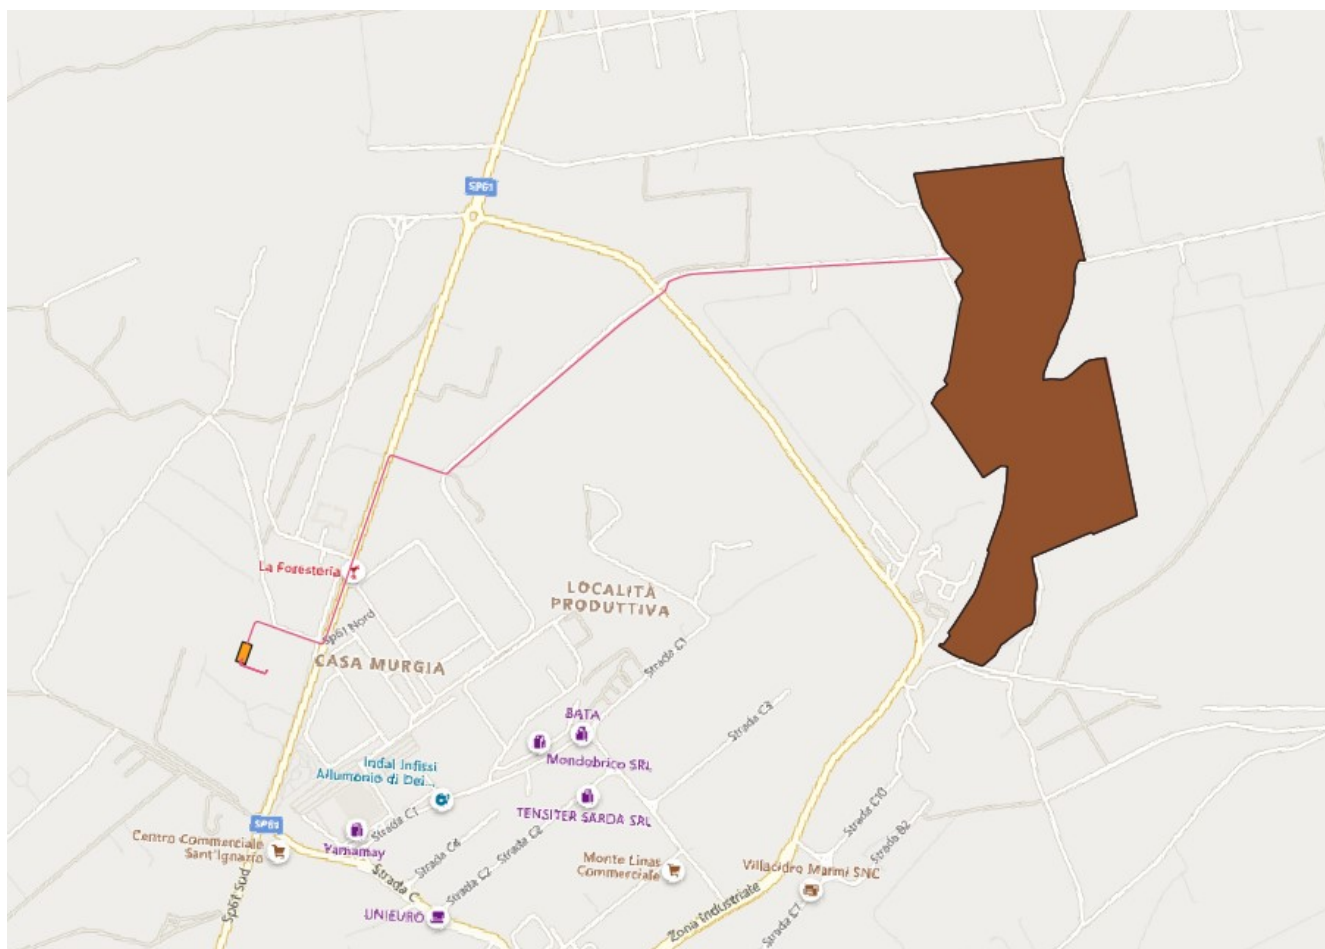 SP61
La Foresteria
LOCALITÀ
PRODUTTIVA
Sp61 Nord
CASA MURGIA
Strada C1
BATA
Strada C3
Mondobrico SRL
Indal Infissi
Allumonio di Dei...
TENSITER SARDA SRL
Strada C10
SP61
Centro Commerciale
Sant'Ignazio
Yamamay
Strada C1
Strada C4
Strada C2
Strada B2
Monte Linas
Commerciale
Villacidro Marmi SNC
Strada C
Strada C2
UNIEURO
Sp61 Sud
Zona Industriale
Strada C7